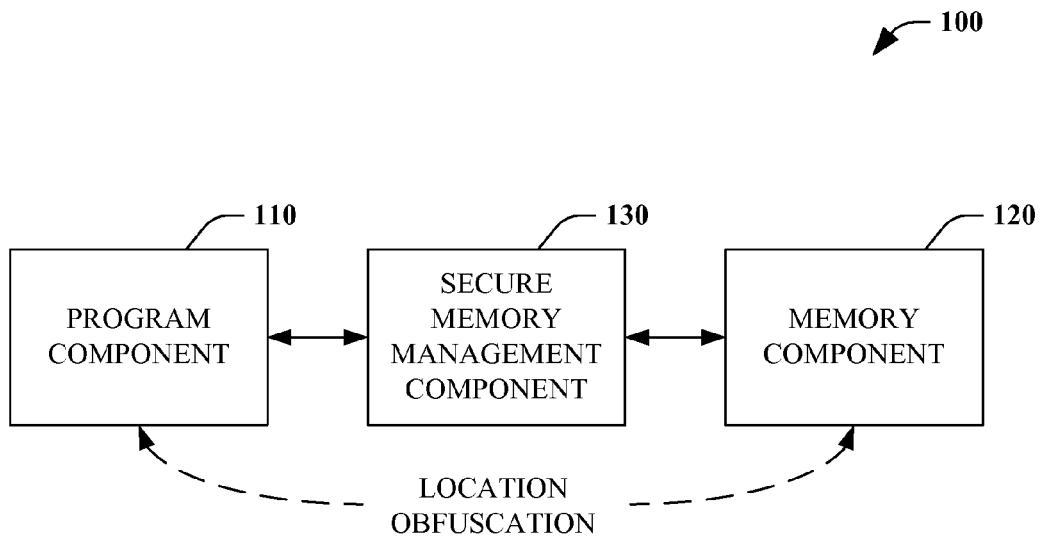 100
110
130
120
PROGRAM
COMPONENT
SECURE
MEMORY
MANAGEMENT
COMPONENT
MEMORY
COMPONENT
LOCATION
OBFUSCATION